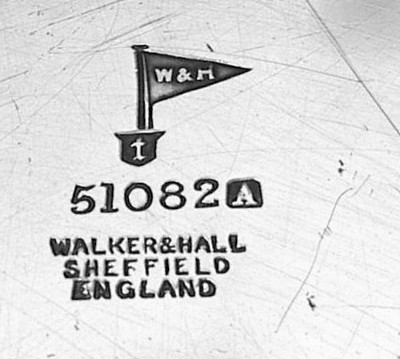 W & H
t
51082 A
WALKER & HALL
SHEFFIELD
ENGLAND